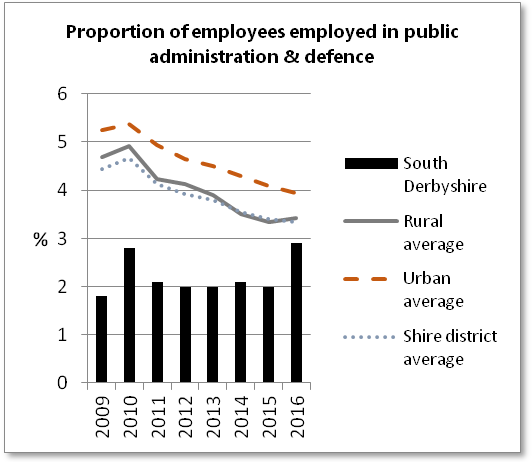 Proportion of employees employed in public
administration & defence
6
5
4
3
2
1
0
%
2009
2010
2011
2012
2013
2014
2015
2016
South
Derbyshire
Rural
average
Urban
average
Shire district
average